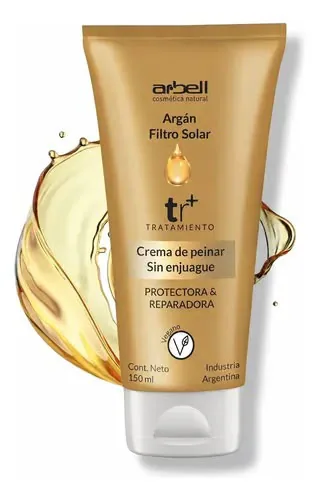 arbell
cosmética natural
Argán
Filtro Solar
tr+
TRATAMIENTO
Crema de peinar
Sin enjuague
PROTECTORA &
REPARADORA
Vegano
V
Cont. Neto
150 ml
Industria
Argentina